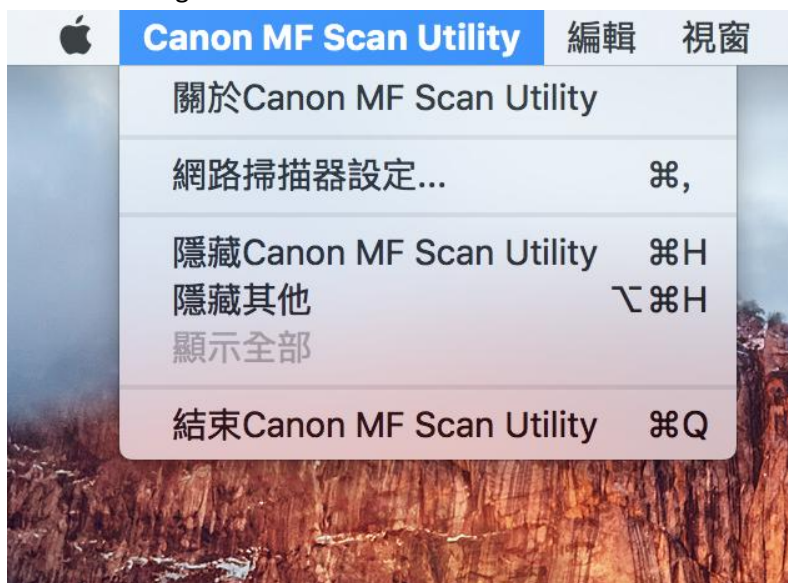 Canon MF Scan Utility 編輯 視窗
關於Canon MF Scan Utility
網路掃描器設定... ⌘,
隱藏Canon MF Scan Utility ⌘H
隱藏其他 ⌥⌘H
顯示全部
結束Canon MF Scan Utility ⌘Q